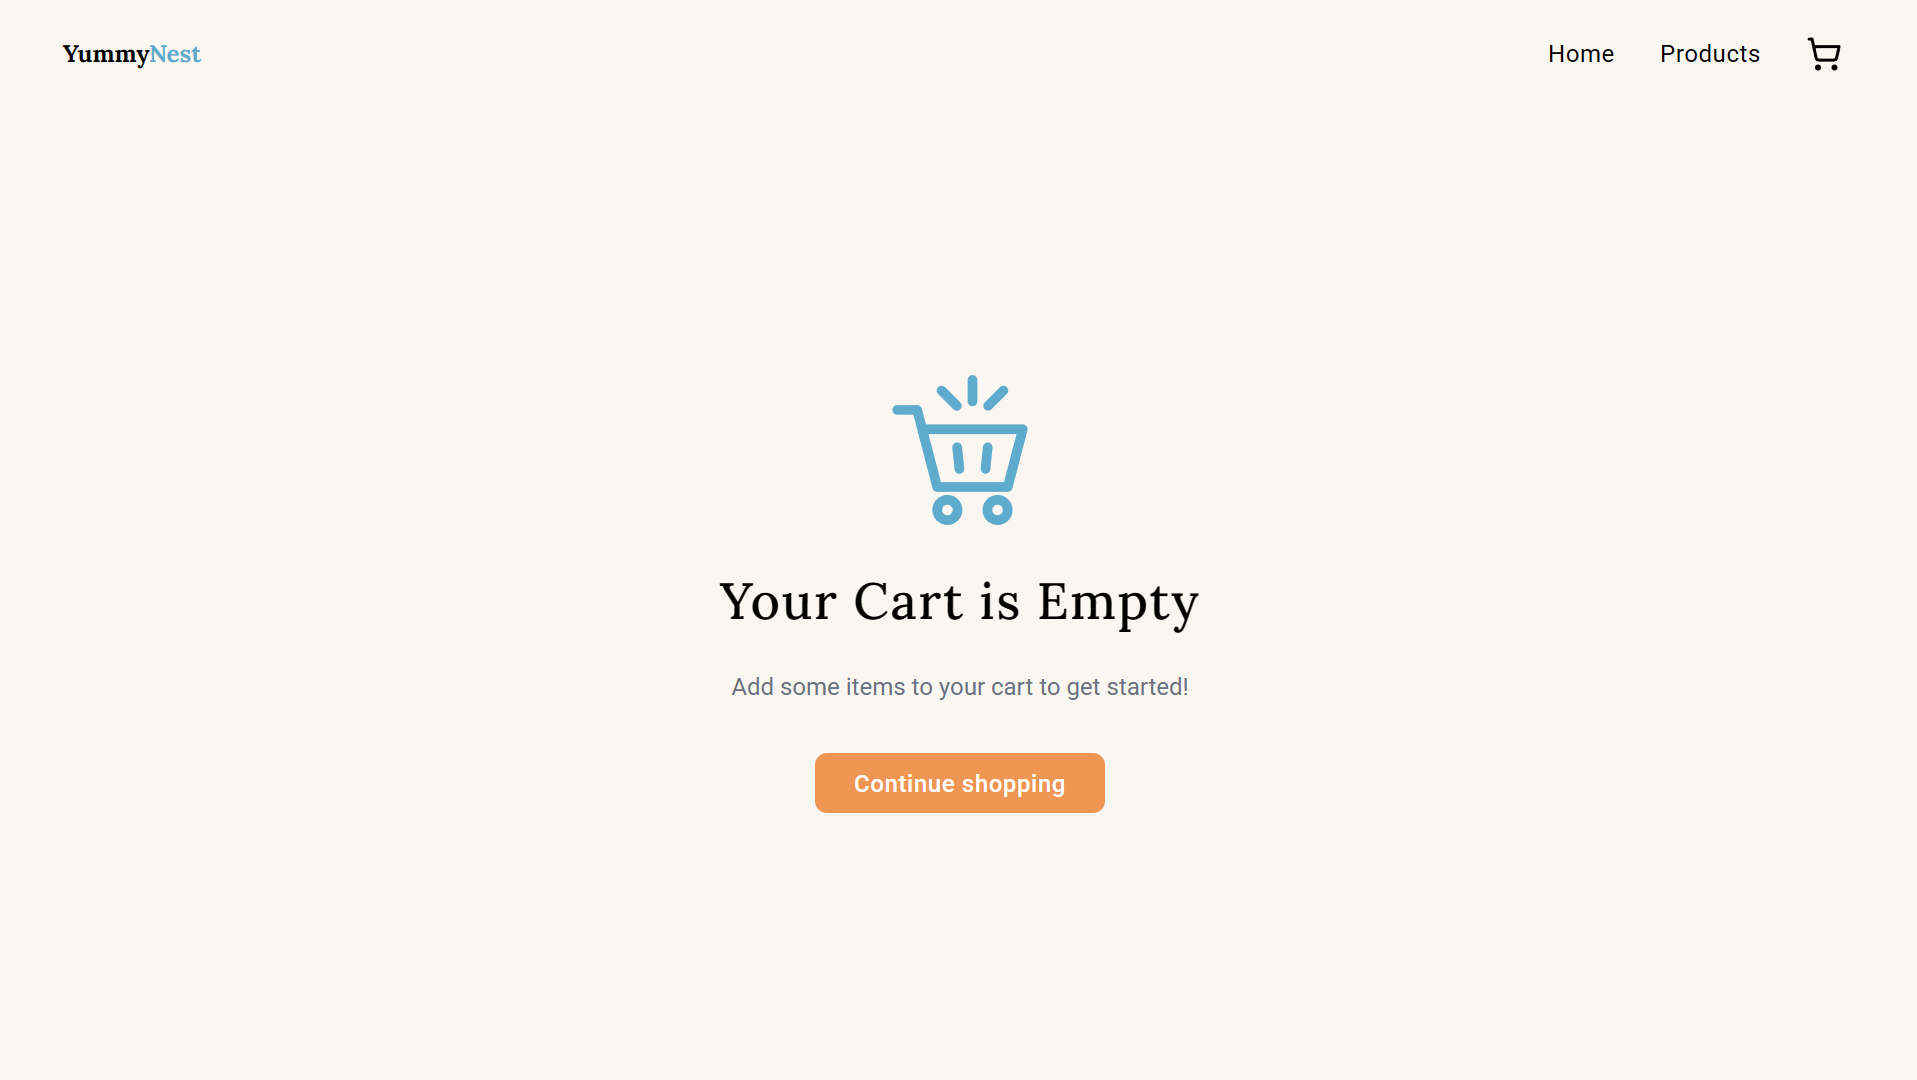 YummyNest
Home Products
Your Cart is Empty
Add some items to your cart to get started!
Continue shopping